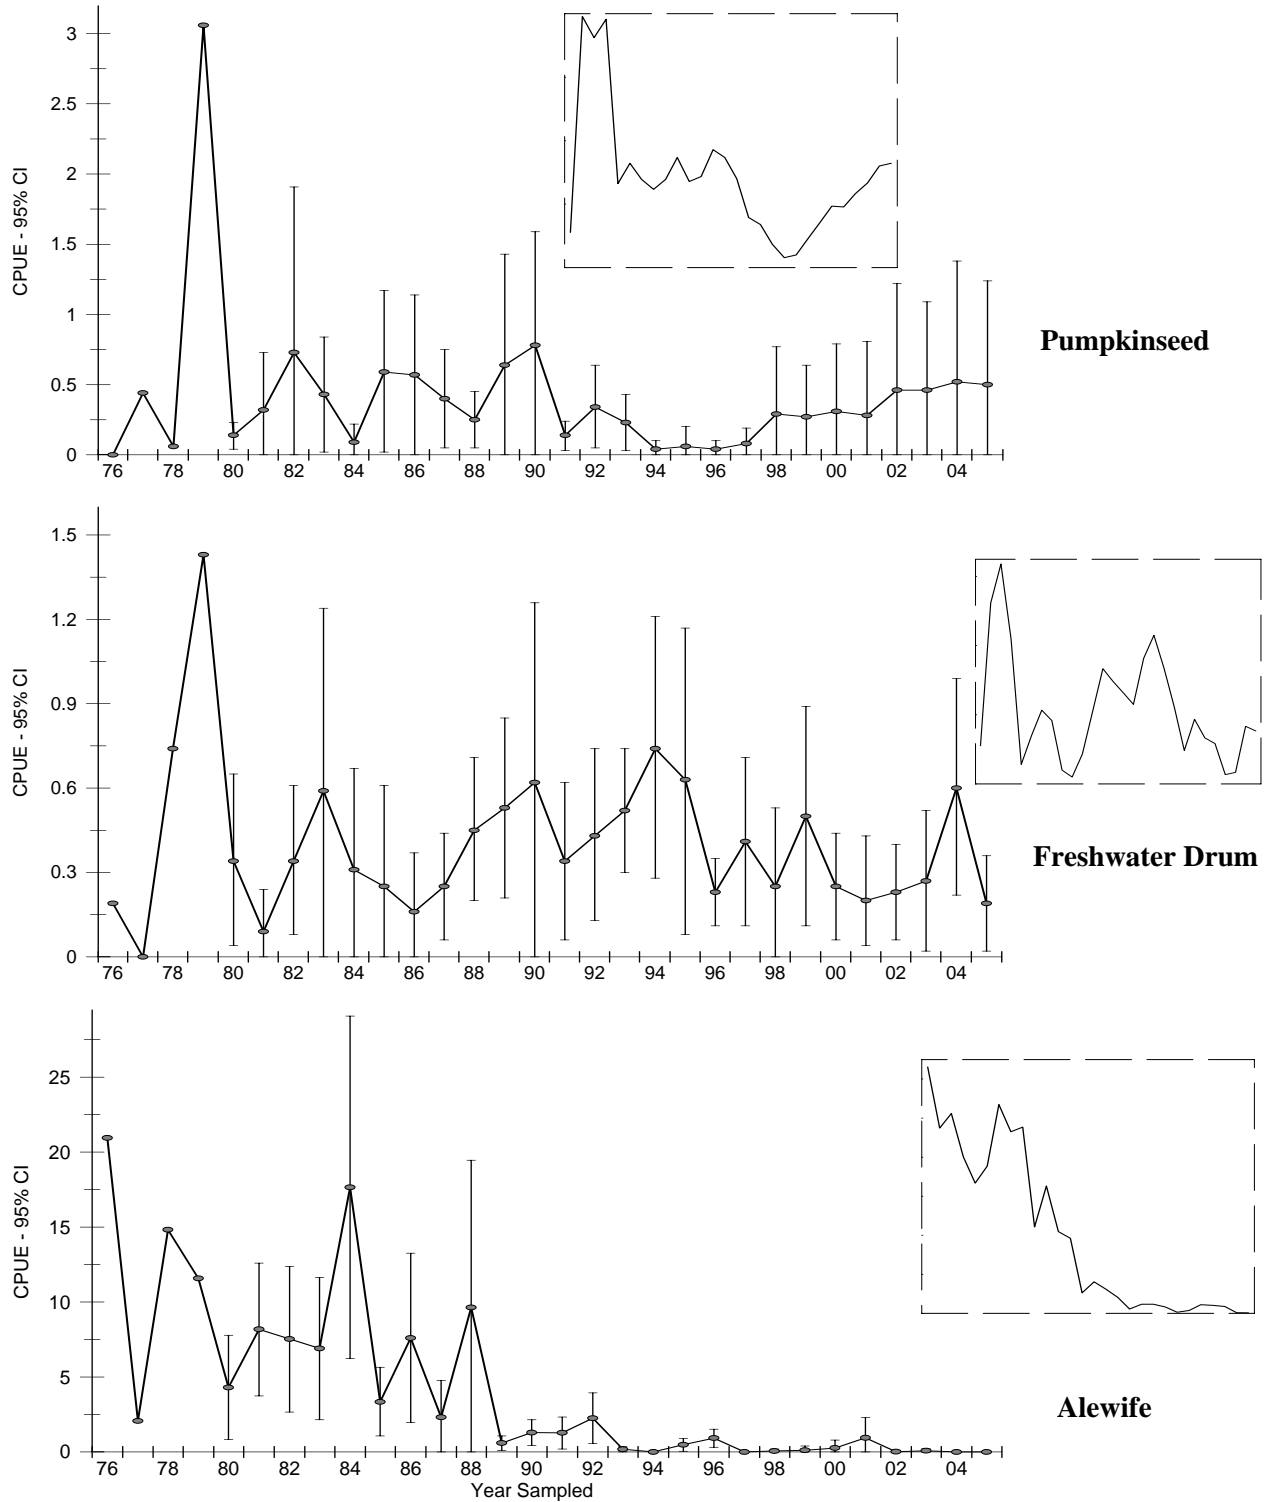 3
2.5
2
1.5
1
0.5
0
CPUE - 95% CI
76 78 80 82 84 86 88 90 92 94 96 98 00 02 04
Pumpkinseed
1.5
1.2
0.9
0.6
0.3
0
CPUE - 95% CI
76 78 80 82 84 86 88 90 92 94 96 98 00 02 04
Freshwater Drum
25
20
15
10
5
0
CPUE - 95% CI
76 78 80 82 84 86 88 90 92 94 96 98 00 02 04
Year Sampled
Alewife